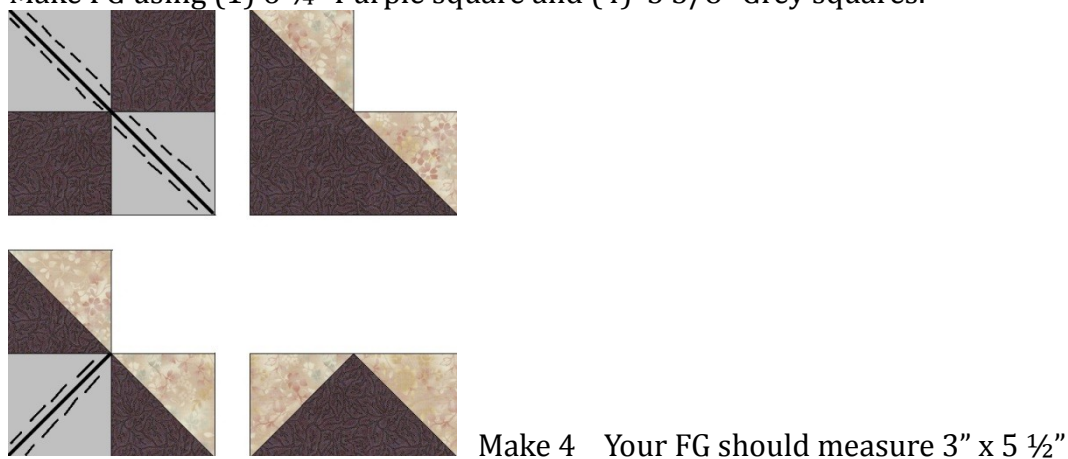 Make FG using (1) 6 ¼” Purple square and (4) 3 3/8” Grey squares.
Make 4 Your FG should measure 3” x 5 ½”